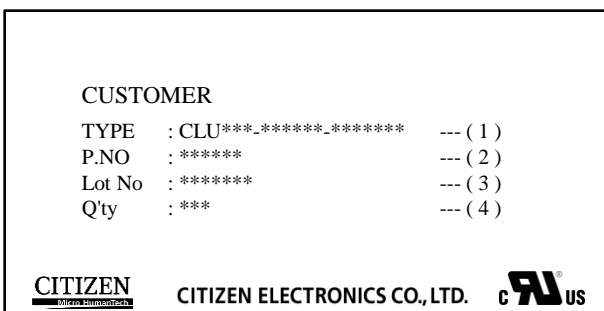 CUSTOMER
TYPE : CLU***-******-******* --- ( 1 )
P.NO : ****** --- ( 2 )
Lot No : ******* --- ( 3 )
Q'ty : *** --- ( 4 )
CITIZEN
Micro HumanTech
CITIZEN ELECTRONICS CO., LTD.
c RU ® US